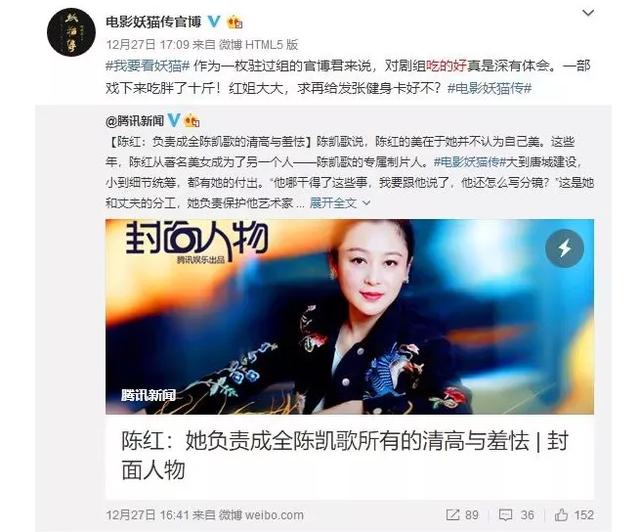 妖猫传
电影妖猫传官博
12月27日 17:09 来自 微博 HTML5 版
#我要看妖猫# 作为一枚驻过组的官博君来说，对剧组吃的好真是深有体会。一部
戏下来吃胖了十斤！红姐大大，求再给发张健身卡好不？#电影妖猫传#
@腾讯新闻
【陈红：负责成全陈凯歌的清高与羞怯】陈凯歌说，陈红的美在于她并不认为自己美。这些
年，陈红从著名美女成为了另一个人——陈凯歌的专属制片人。#电影妖猫传#大到唐城建设，
小到细节统筹，都有她的付出。“他哪干得了这些事，我要跟他说了，他还怎么写分镜？”这是她
和丈夫的分工，她负责保护他艺术家 ... 展开全文
封面人物
腾讯娱乐出品
腾讯新闻
陈红：她负责成全陈凯歌所有的清高与羞怯 | 封
面人物
12月27日 16:41 来自 微博 weibo.com
89 36 152